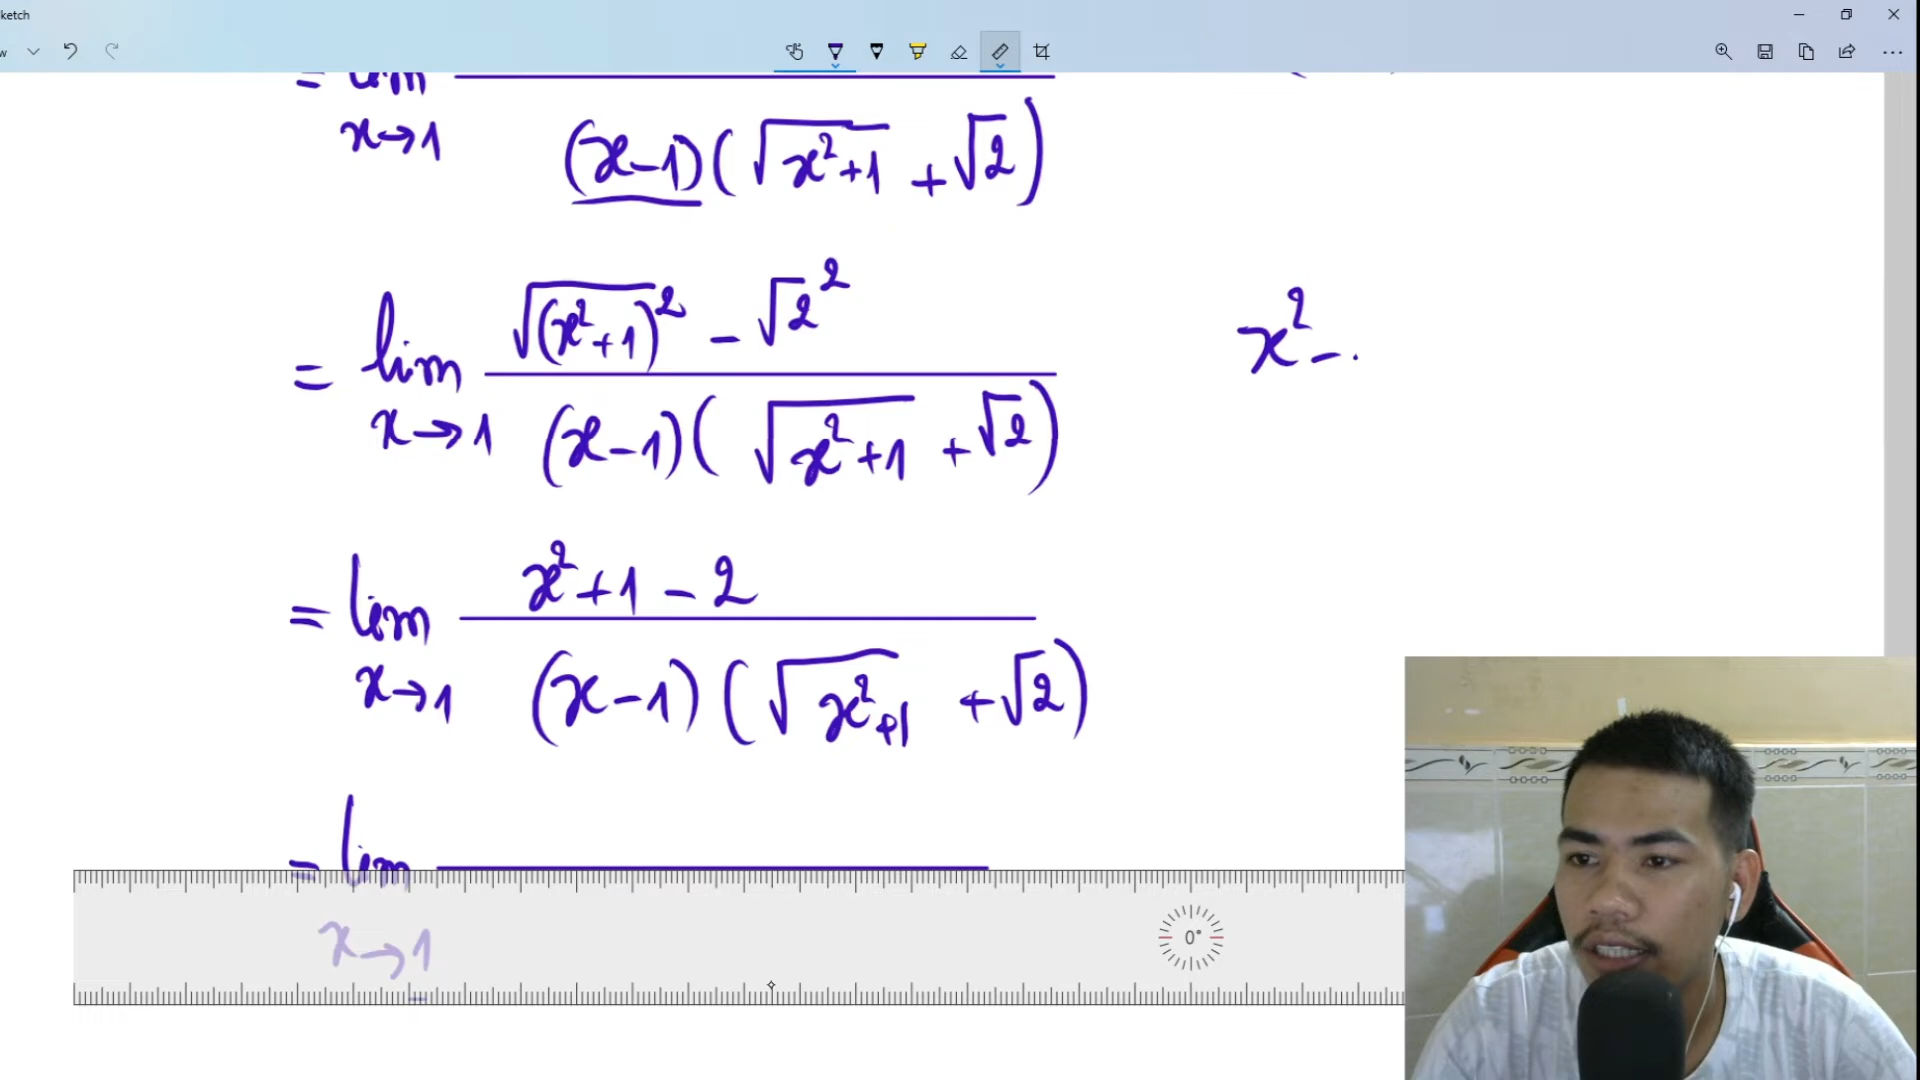 ketch
w
= lim
x→1
(x-1)(√x²+1 + √2)
= lim √(x²+1)² - √2²
x² - .
x→1 (x-1)(√x²+1 + √2)
= lim x²+1-2
x→1 (x-1)(√x²+1 + √2)
= lim
0°
x→1